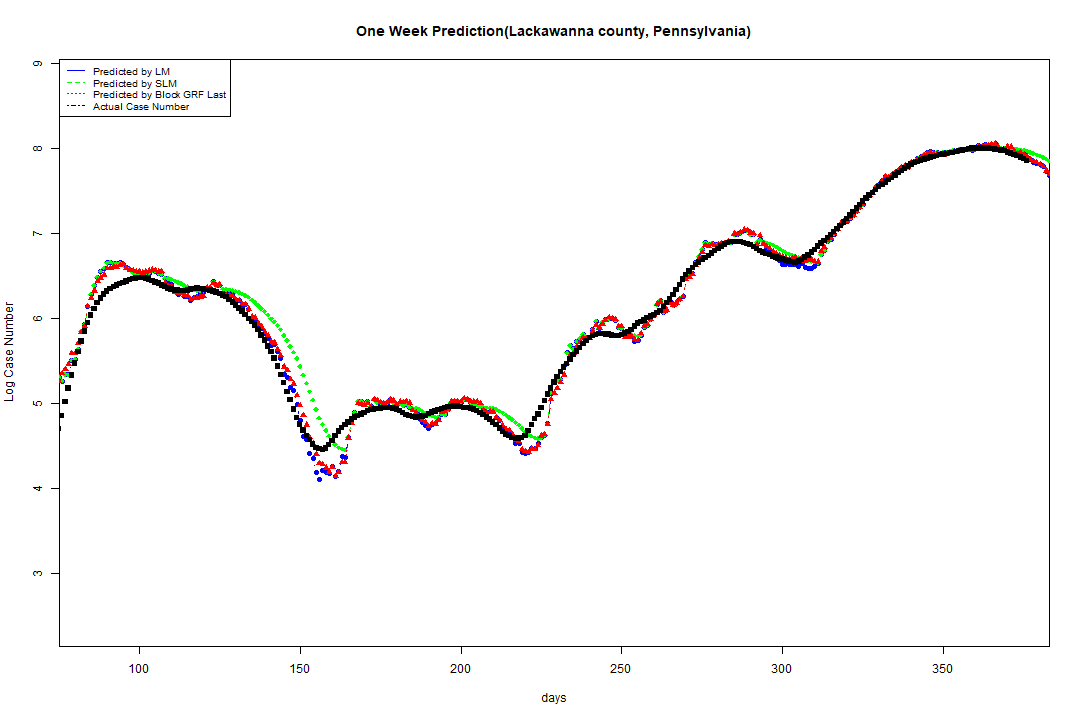 One Week Prediction(Lackawanna county, Pennsylvania)
Predicted by LM
Predicted by SLM
Predicted by Block GRF Last
Actual Case Number
Log Case Number
9
8
7
6
5
4
3
100 150 200 250 300 350
days